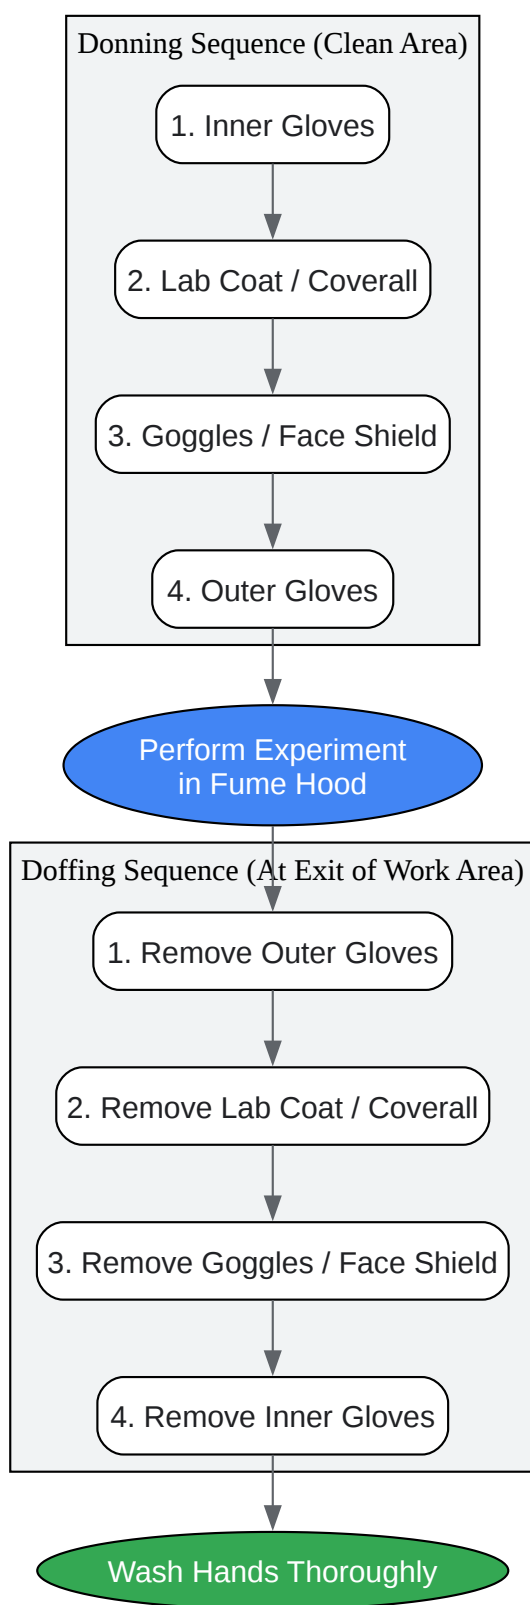 Donning Sequence (Clean Area)
1. Inner Gloves
2. Lab Coat / Coverall
3. Goggles / Face Shield
4. Outer Gloves
Perform Experiment
in Fume Hood
Doffing Sequence (At Exit of Work Area)
1. Remove Outer Gloves
2. Remove Lab Coat / Coverall
3. Remove Goggles / Face Shield
4. Remove Inner Gloves
Wash Hands Thoroughly